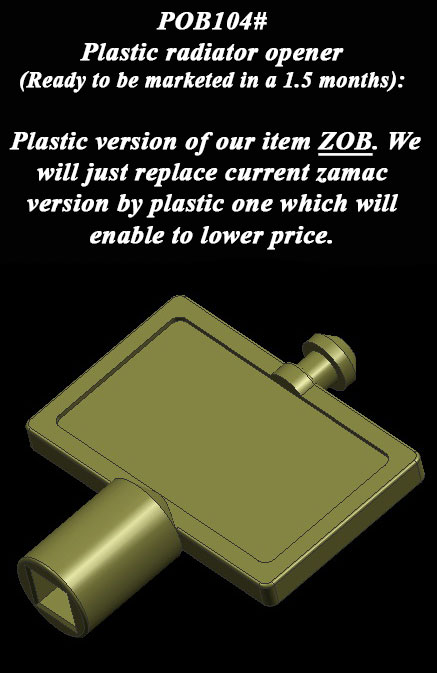 POB104#
Plastic radiator opener
(Ready to be marketed in a 1.5 months):
Plastic version of our item ZOB. We
will just replace current zamac
version by plastic one which will
enable to lower price.